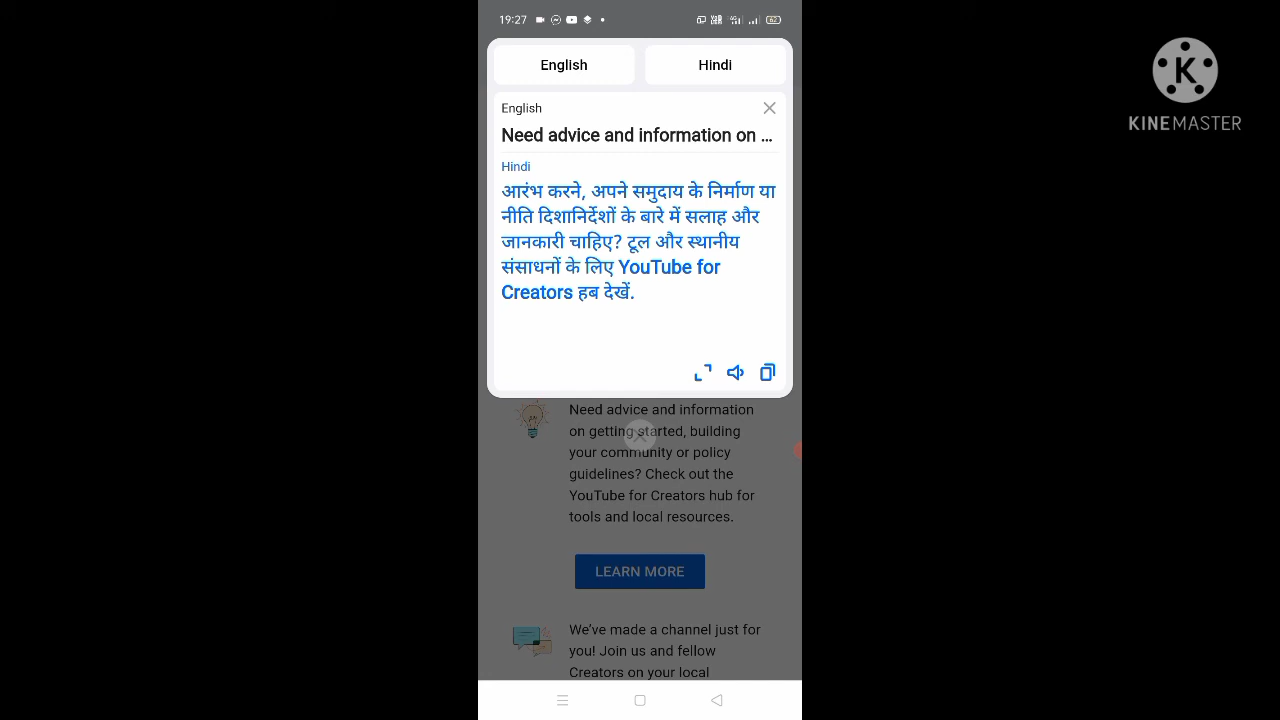 19:27
62
English
Hindi
English
Need advice and information on ...
Hindi
आरंभ करने, अपने समुदाय के निर्माण या
नीति दिशानिर्देशों के बारे में सलाह और
जानकारी चाहिए? टूल और स्थानीय
संसाधनों के लिए YouTube for
Creators हब देखें.
Need advice and information
on getting started, building
your community or policy
guidelines? Check out the
YouTube for Creators hub for
tools and local resources.
LEARN MORE
We've made a channel just for
you! Join us and fellow
Creators on your local
K
KINEMASTER